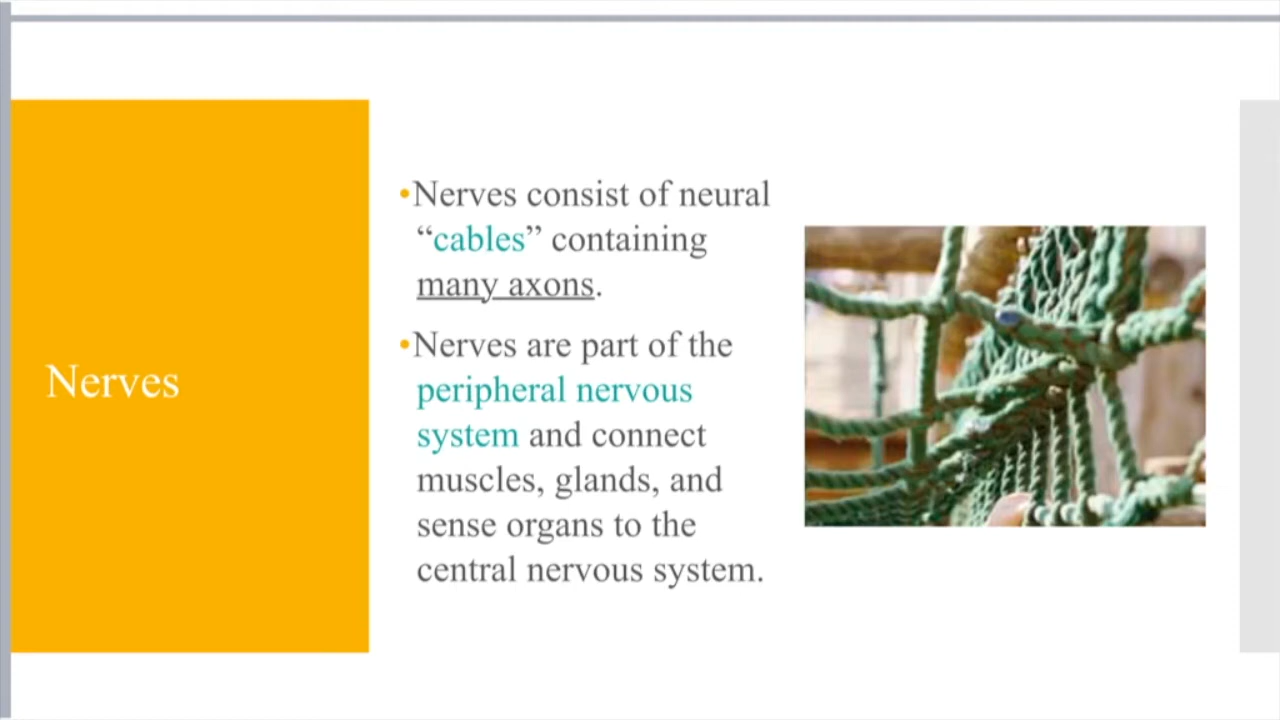 Nerves
•Nerves consist of neural
“cables” containing
many axons.
•Nerves are part of the
peripheral nervous
system and connect
muscles, glands, and
sense organs to the
central nervous system.